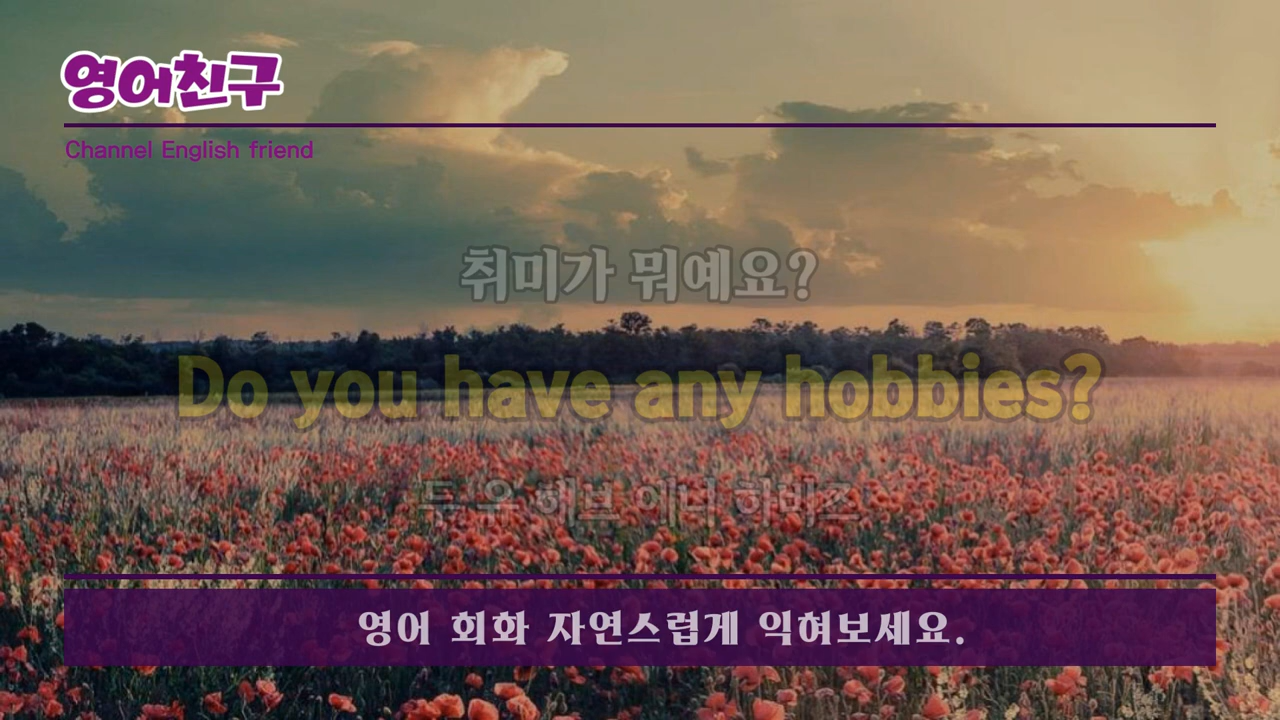 영어친구
Channel English friend
취미가 뭐예요?
Do you have any hobbies?
두 우 해브 애니 하비즈
영어 회화 자연스럽게 익혀보세요.